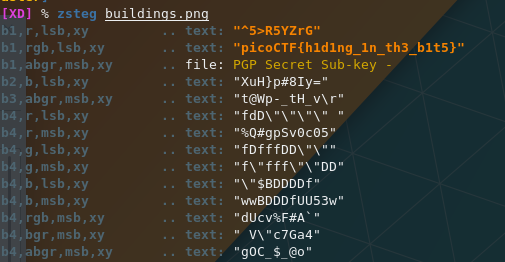 [XD] % zsteg buildings.png
b1,r,lsb,xy .. text: "^5>R5YZrG"
b1,rgb,lsb,xy .. text: "picoCTF{h1d1ng_1n_th3_b1t5}"
b1,abgr,msb,xy .. file: PGP Secret Sub-key -
b2,b,lsb,xy .. text: "XuH}p#8Iy="
b3,abgr,msb,xy .. text: "t@Wp-_tH_v\r"
b4,r,lsb,xy .. text: "fdD\"\"\"\" "
b4,r,msb,xy .. text: "%Q#gpSv0c05"
b4,g,lsb,xy .. text: "fDfffDD\"\""
b4,g,msb,xy .. text: "f\"fff\"\"DD"
b4,b,lsb,xy .. text: "\"$BDDDDf"
b4,b,msb,xy .. text: "wwBDDDfUU53w"
b4,rgb,msb,xy .. text: "dUcv%F#A`"
b4,bgr,msb,xy .. text: " V\"c7Ga4"
b4,abgr,msb,xy .. text: "gOC_$_@o"